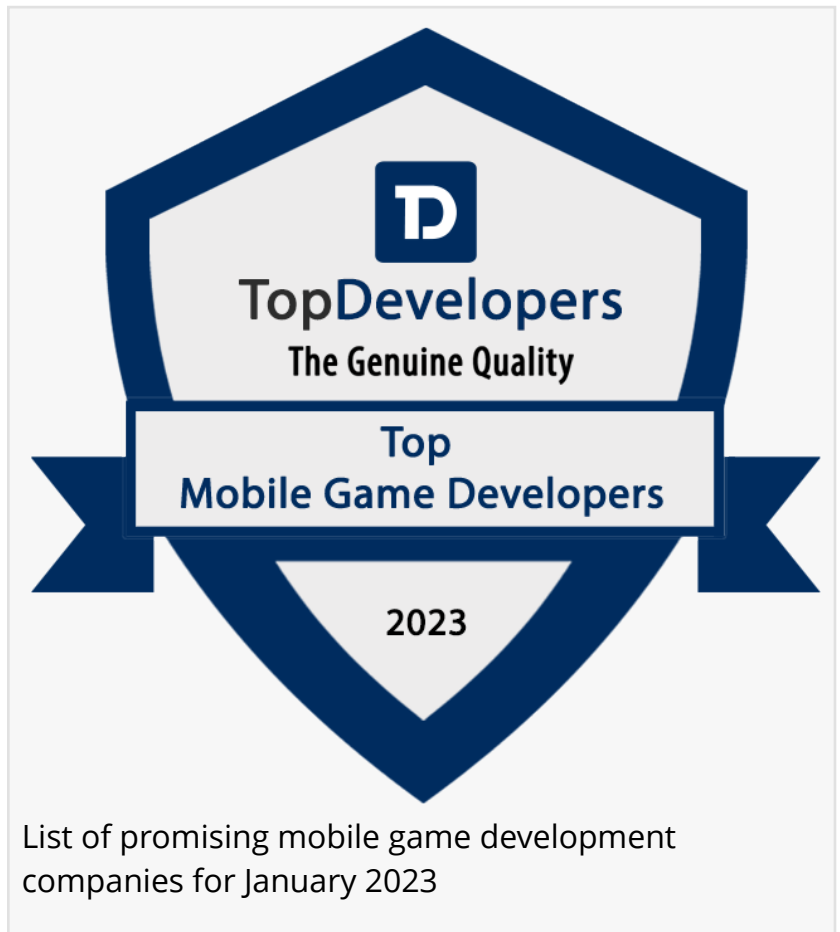 TD
TopDevelopers
The Genuine Quality
Top
Mobile Game Developers
2023
List of promising mobile game development
companies for January 2023